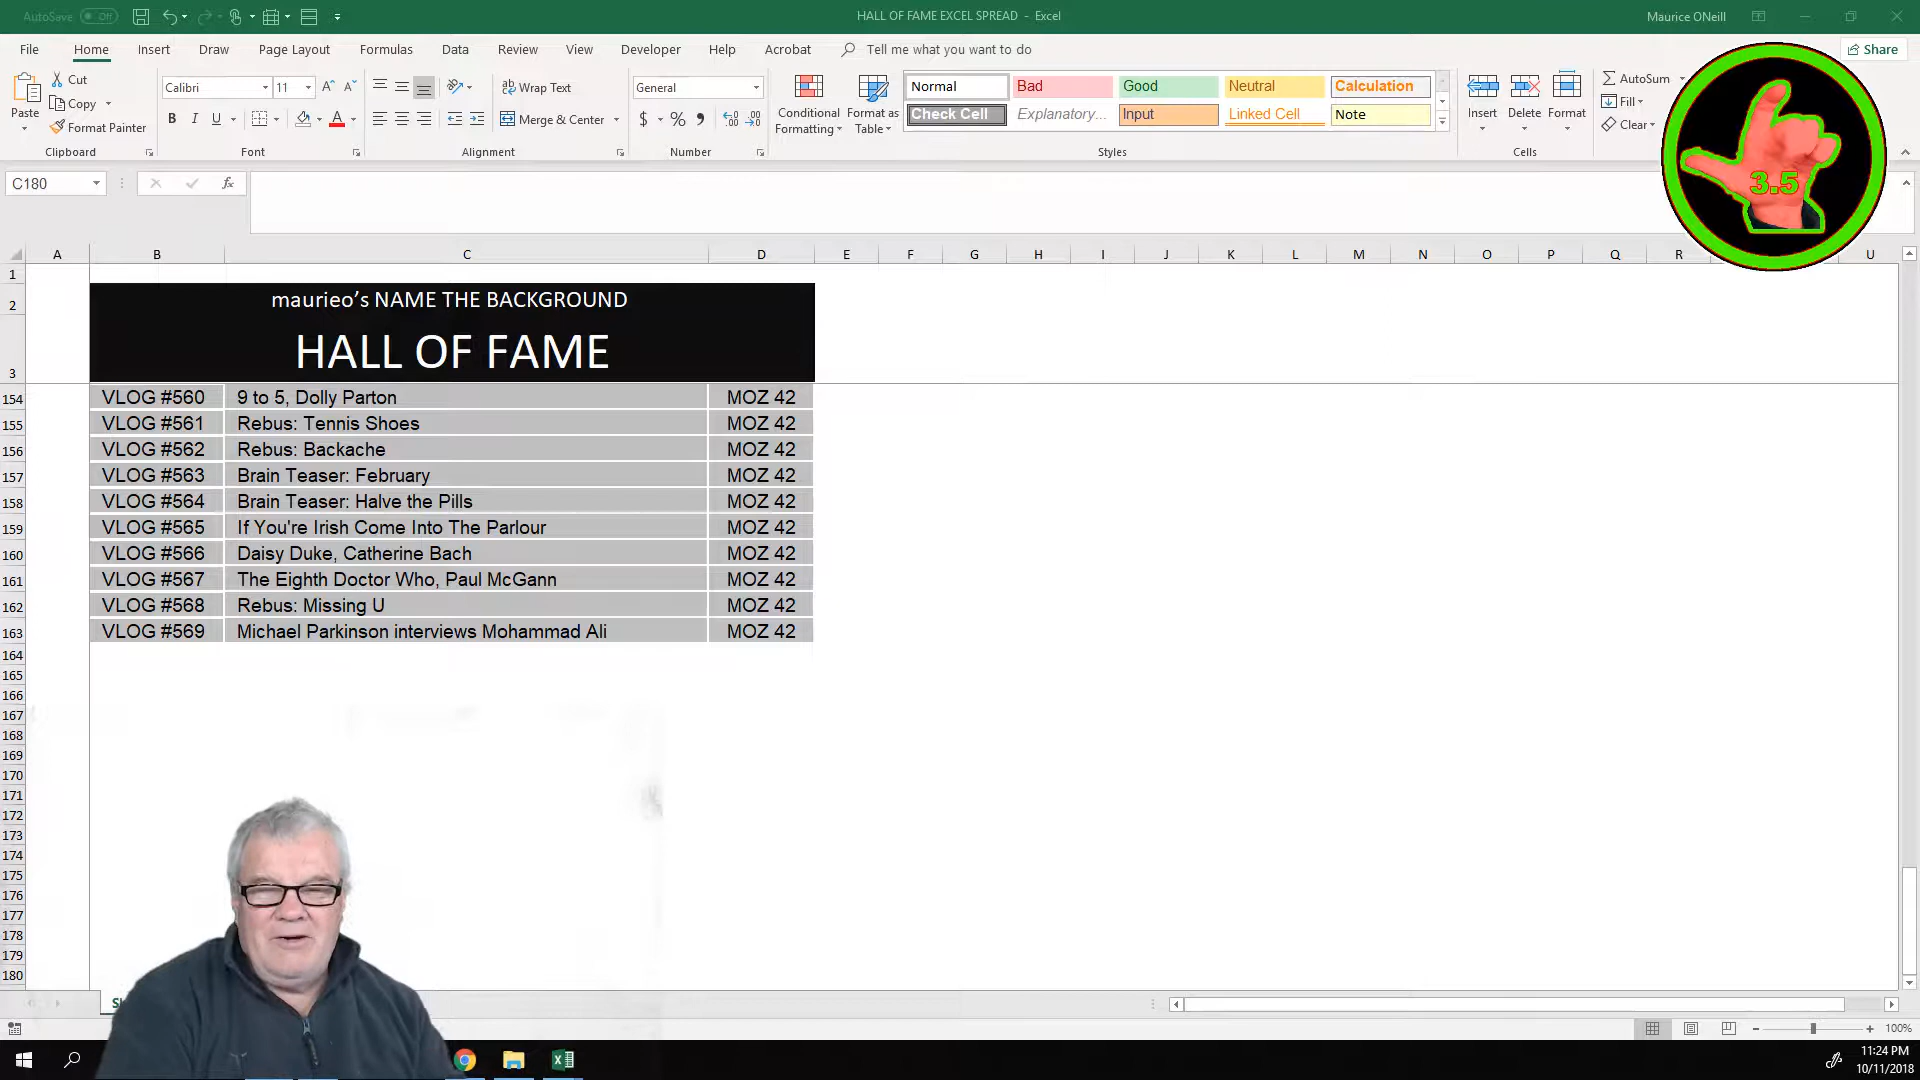 AutoSave Off
HALL OF FAME EXCEL SPREAD - Excel
Maurice ONeill
File Home Insert Draw Page Layout Formulas Data Review View Developer Help Acrobat Tell me what you want to do Share
Paste Cut Copy Format Painter
Clipboard
Calibri 11
B I U
Font
Wrap Text
Merge & Center
Alignment
General
$ % ,
Number
Conditional Formatting
Format as Table
Normal Bad Good Neutral Calculation
Check Cell Explanatory... Input Linked Cell Note
Styles
Insert Delete Format
Cells
AutoSum
Fill
Clear
3.5
C180
fx
A B C D E F G H I J K L M N O P Q R U
1
2 maurieo’s NAME THE BACKGROUND
3 HALL OF FAME
154 VLOG #560 9 to 5, Dolly Parton MOZ 42
155 VLOG #561 Rebus: Tennis Shoes MOZ 42
156 VLOG #562 Rebus: Backache MOZ 42
157 VLOG #563 Brain Teaser: February MOZ 42
158 VLOG #564 Brain Teaser: Halve the Pills MOZ 42
159 VLOG #565 If You're Irish Come Into The Parlour MOZ 42
160 VLOG #566 Daisy Duke, Catherine Bach MOZ 42
161 VLOG #567 The Eighth Doctor Who, Paul McGann MOZ 42
162 VLOG #568 Rebus: Missing U MOZ 42
163 VLOG #569 Michael Parkinson interviews Mohammad Ali MOZ 42
164
165
166
167
168
169
170
171
172
173
174
175
176
177
178
179
180
100%
11:24 PM
10/11/2018